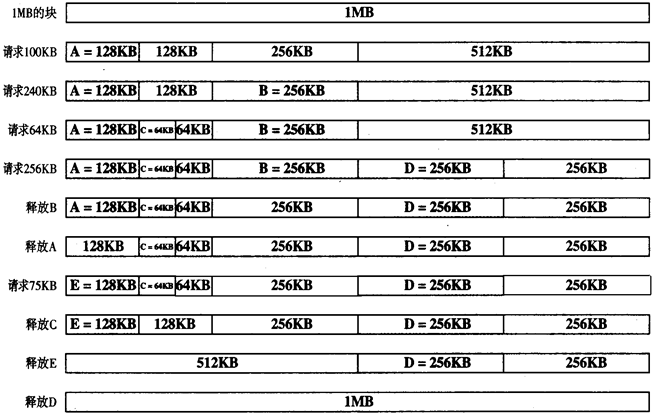 1MB的块 1MB
请求100KB A = 128KB 128KB 256KB 512KB
请求240KB A = 128KB 128KB B = 256KB 512KB
请求64KB A = 128KB C = 64KB 64KB B = 256KB 512KB
请求256KB A = 128KB C = 64KB 64KB B = 256KB D = 256KB 256KB
释放B A = 128KB C = 64KB 64KB 256KB D = 256KB 256KB
释放A 128KB C = 64KB 64KB 256KB D = 256KB 256KB
请求75KB E = 128KB C = 64KB 64KB 256KB D = 256KB 256KB
释放C E = 128KB 128KB 256KB D = 256KB 256KB
释放E 512KB D = 256KB 256KB
释放D 1MB